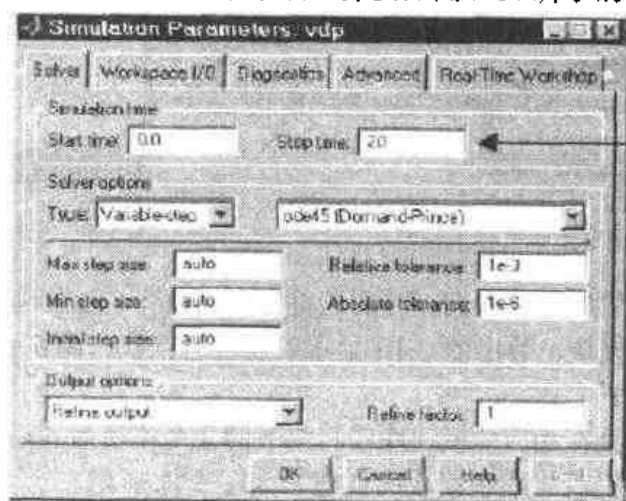 Simulation Parameters: vdp
Solver Workspace I/O Diagnostics Advanced Real-Time Workshop
Simulation time
Start time: 0.0 Stop time: 20
Solver options
Type: Variable-step ode45 (Dormand-Prince)
Max step size: auto Relative tolerance: 1e-3
Min step size: auto Absolute tolerance: 1e-6
Initial step size: auto
Output options
Refine output Refine factor: 1
OK Cancel Help